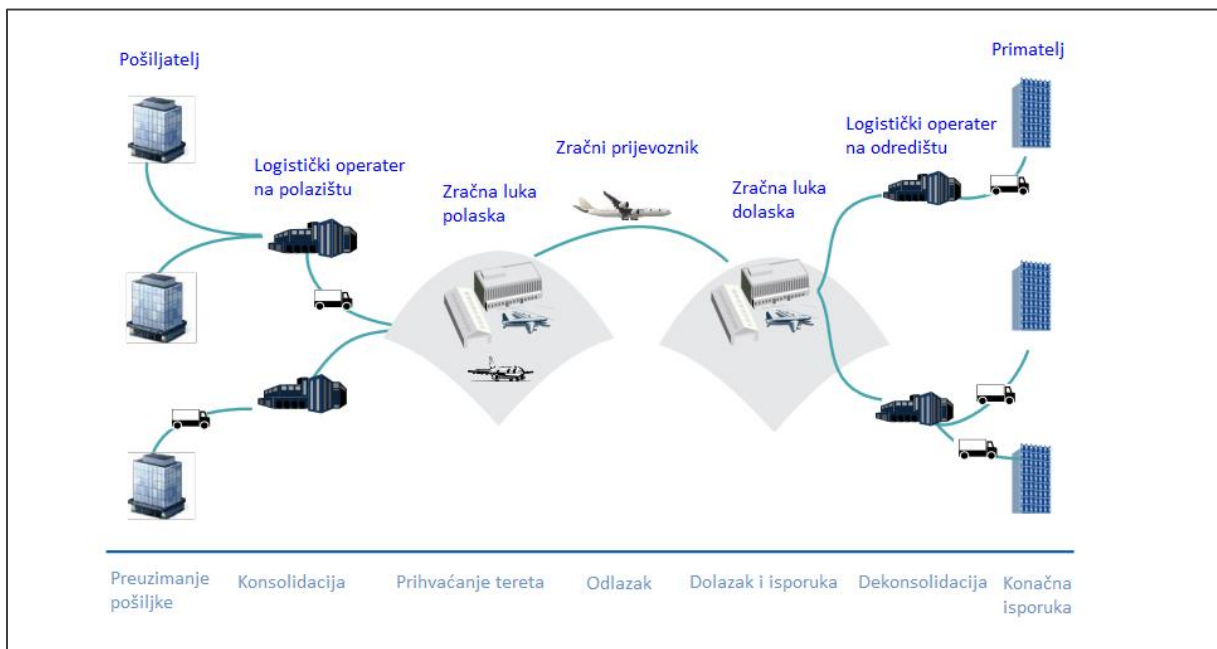 Pošiljatelj
Primatelj
Logistički operater
na polazištu
Zračna luka
polaska
Zračni prijevoznik
Zračna luka
dolaska
Logistički operater
na odredištu
Preuzimanje
pošiljke
Konsolidacija
Prihvaćanje tereta
Odlazak
Dolazak i isporuka
Dekonsolidacija
Konačna
isporuka